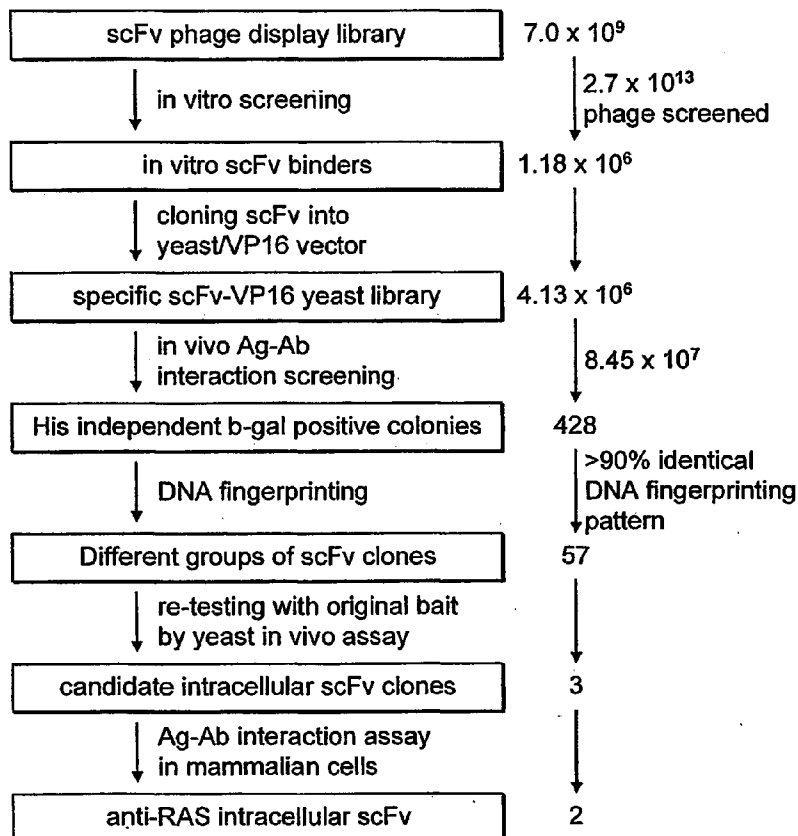 scFv phage display library 7.0 x 10⁹
in vitro screening
2.7 x 10¹³
phage screened
in vitro scFv binders 1.18 x 10⁶
cloning scFv into
yeast/VP16 vector
specific scFv-VP16 yeast library 4.13 x 10⁶
in vivo Ag-Ab
interaction screening
8.45 x 10⁷
His independent b-gal positive colonies 428
DNA fingerprinting
>90% identical
DNA fingerprinting
pattern
Different groups of scFv clones 57
re-testing with original bait
by yeast in vivo assay
candidate intracellular scFv clones 3
Ag-Ab interaction assay
in mammalian cells
anti-RAS intracellular scFv 2